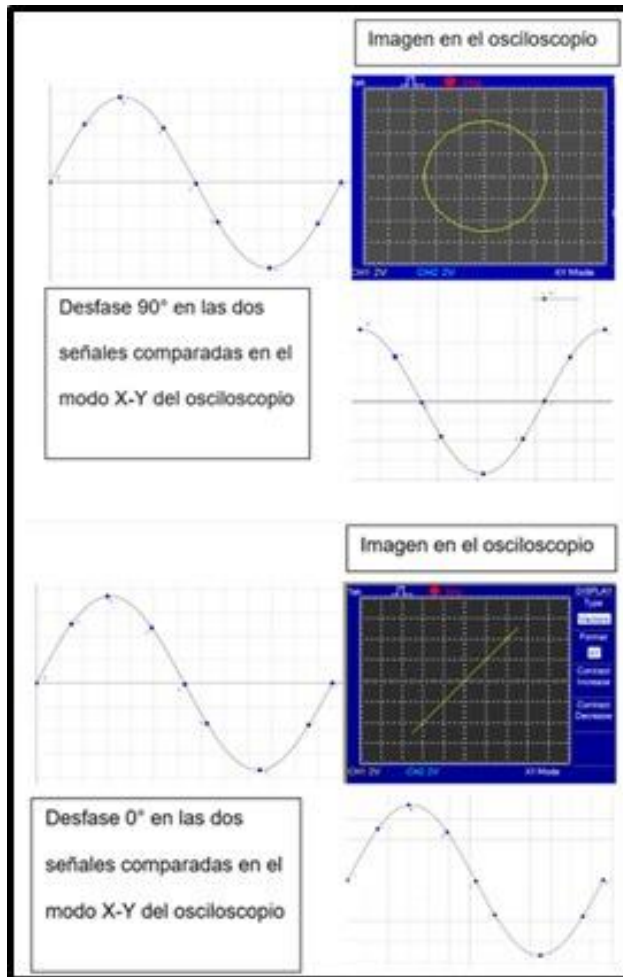 Imagen en el osciloscopio
CH1 2V CH2 2V XY Mode
Desfase 90° en las dos
señales comparadas en el
modo X-Y del osciloscopio
Imagen en el osciloscopio
DISPLAY
Type
Vectors
Format
XY
Contrast
Increase
Contrast
Decrease
CH1 2V CH2 2V XY Mode
Desfase 0° en las dos
señales comparadas en el
modo X-Y del osciloscopio